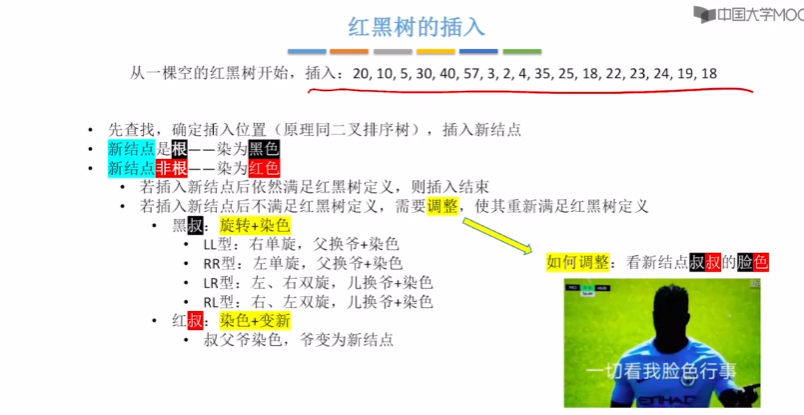 中国大学MOO
红黑树的插入
从一棵空的红黑树开始，插入：20, 10, 5, 30, 40, 57, 3, 2, 4, 35, 25, 18, 22, 23, 24, 19, 18
• 先查找，确定插入位置（原理同二叉排序树），插入新结点
• 新结点是根——染为黑色
• 新结点非根——染为红色
• 若插入新结点后依然满足红黑树定义，则插入结束
• 若插入新结点后不满足红黑树定义，需要调整，使其重新满足红黑树定义
• 黑叔：旋转+染色
• LL型：右单旋，父换爷+染色
• RR型：左单旋，父换爷+染色
• LR型：左、右双旋，儿换爷+染色
• RL型：右、左双旋，儿换爷+染色
• 红叔：染色+变新
• 叔父爷染色，爷变为新结点
如何调整：看新结点叔叔的脸色
一切看我脸色行事
ETIHAD